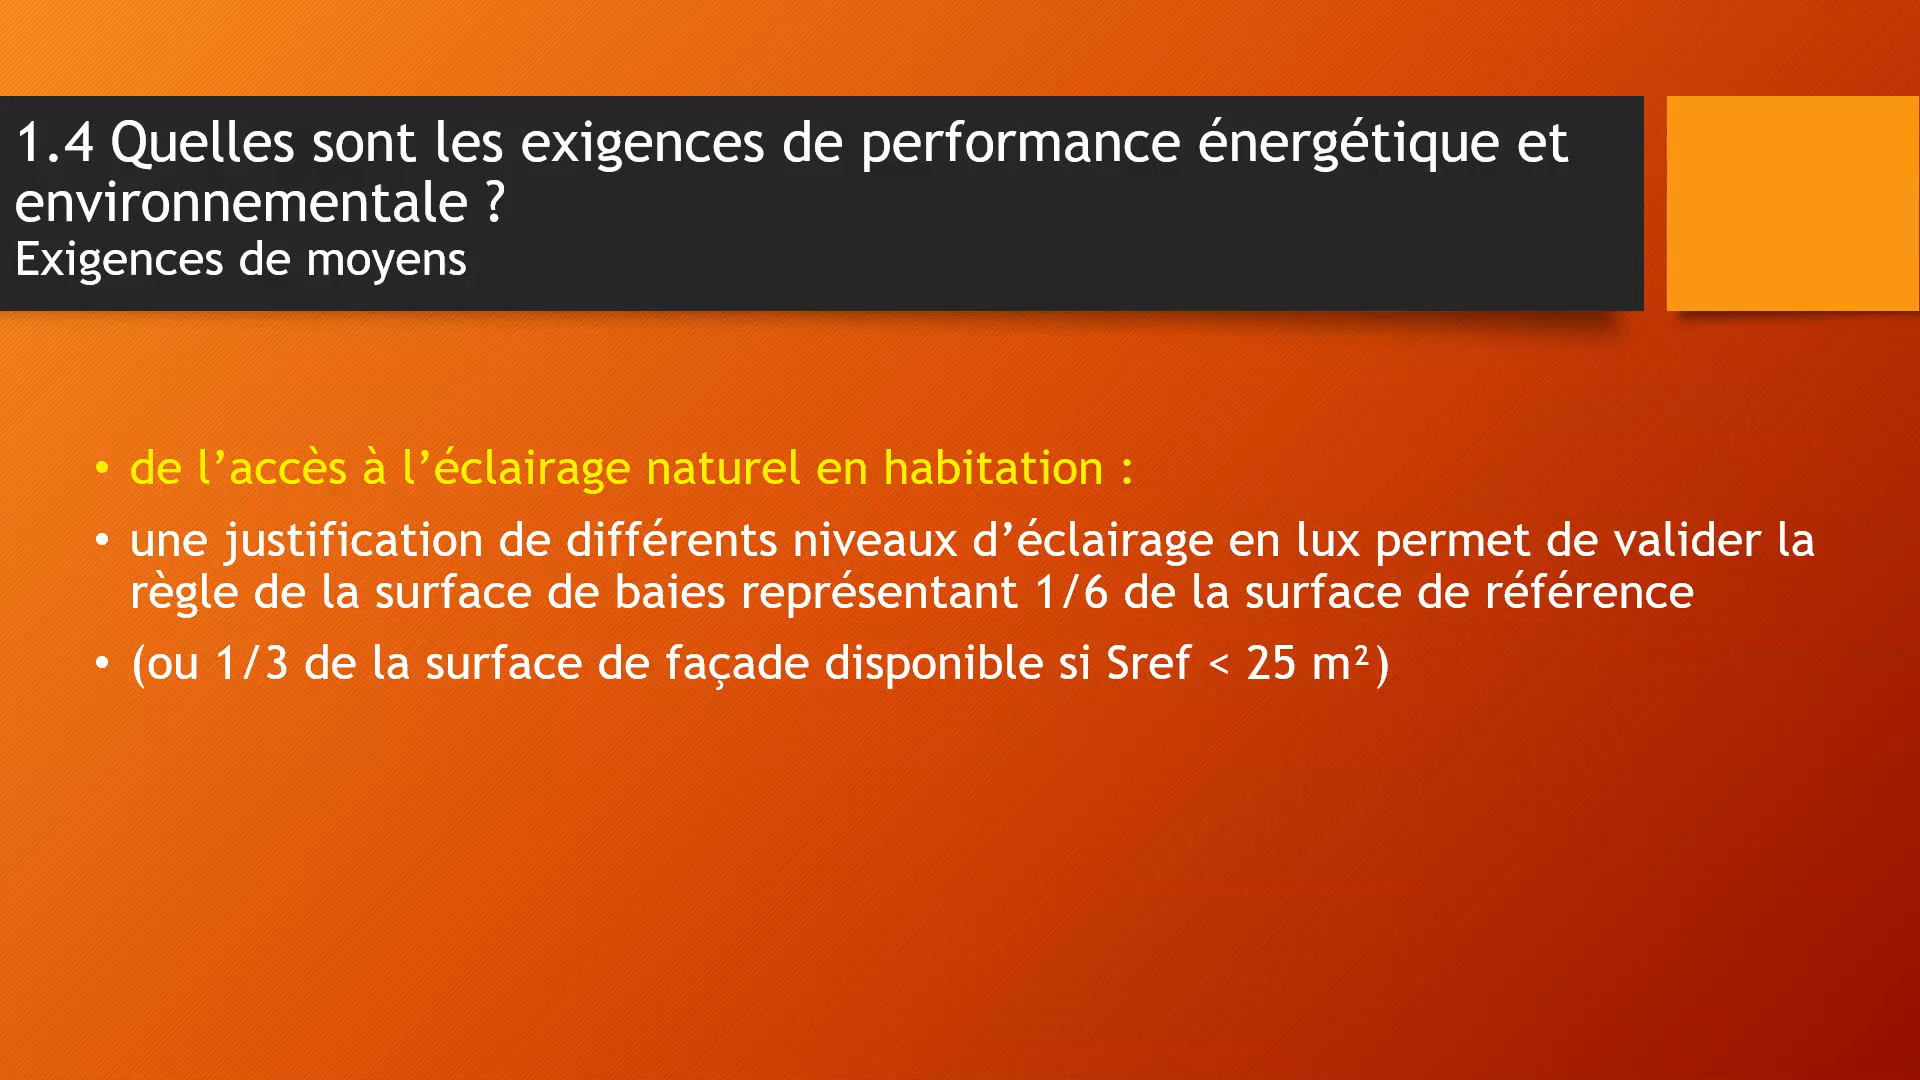 1.4 Quelles sont les exigences de performance énergétique et
environnementale ?
Exigences de moyens
• de l’accès à l’éclairage naturel en habitation :
• une justification de différents niveaux d’éclairage en lux permet de valider la
règle de la surface de baies représentant 1/6 de la surface de référence
• (ou 1/3 de la surface de façade disponible si Sref < 25 m²)